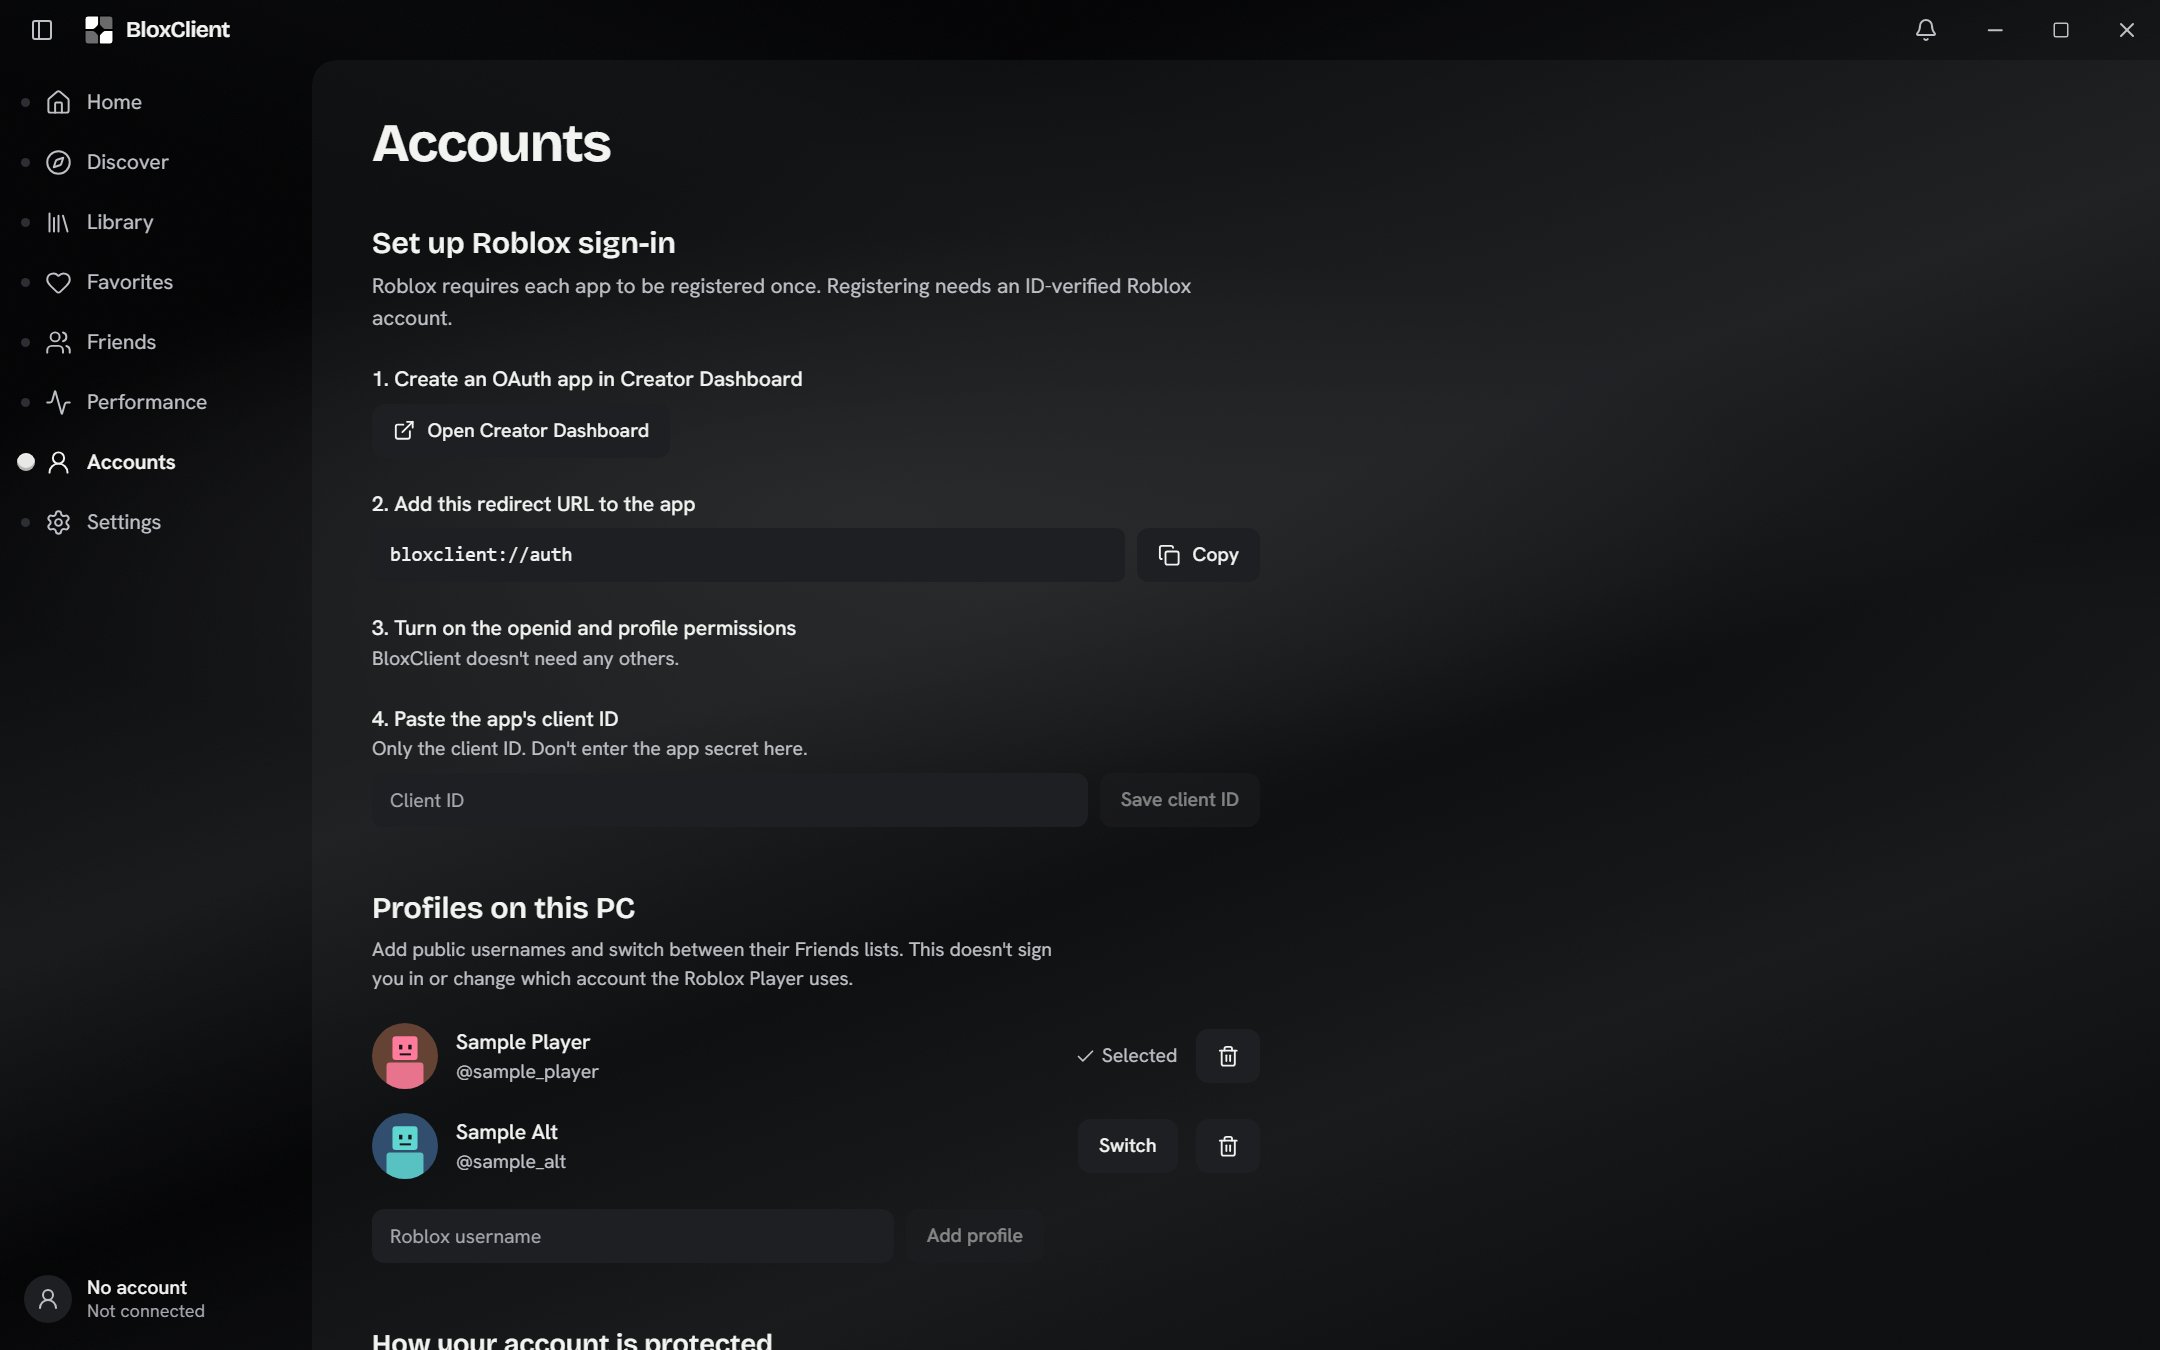 BloxClient
Home
Discover
Library
Favorites
Friends
Performance
Accounts
Settings
No account
Not connected
Accounts
Set up Roblox sign-in
Roblox requires each app to be registered once. Registering needs an ID-verified Roblox
account.
1. Create an OAuth app in Creator Dashboard
Open Creator Dashboard
2. Add this redirect URL to the app
bloxclient://auth
Copy
3. Turn on the openid and profile permissions
BloxClient doesn't need any others.
4. Paste the app's client ID
Only the client ID. Don't enter the app secret here.
Client ID
Save client ID
Profiles on this PC
Add public usernames and switch between their Friends lists. This doesn't sign
you in or change which account the Roblox Player uses.
Sample Player
@sample_player
Selected
Sample Alt
@sample_alt
Switch
Roblox username
Add profile
How your account is protected